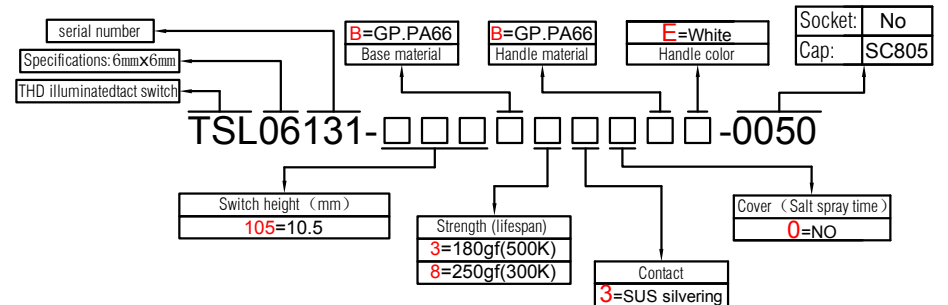 serial number
Specifications: 6mmX6mm
THD illuminatedtact switch
B=GP.PA66
Base material
B=GP.PA66
Handle material
E=White
Handle color
Socket: No
Cap: SC805
TSL06131-□□□□□□□□□-0050
Switch height （mm）
105=10.5
Strength (lifespan)
3=180gf(500K)
8=250gf(300K)
Contact
3=SUS silvering
Cover（Salt spray time）
0=NO